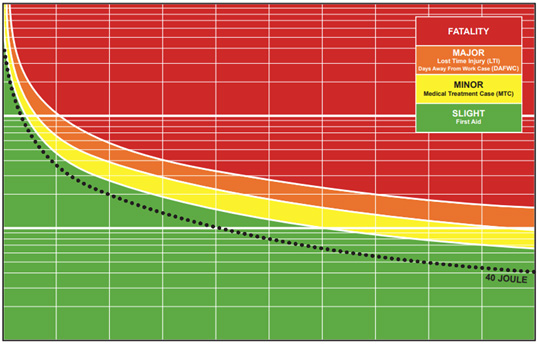 FATALITY
MAJOR
Lost Time Injury (LTI)
Days Away From Work Case (DAFWC)
MINOR
Medical Treatment Case (MTC)
SLIGHT
First Aid
40 JOULE